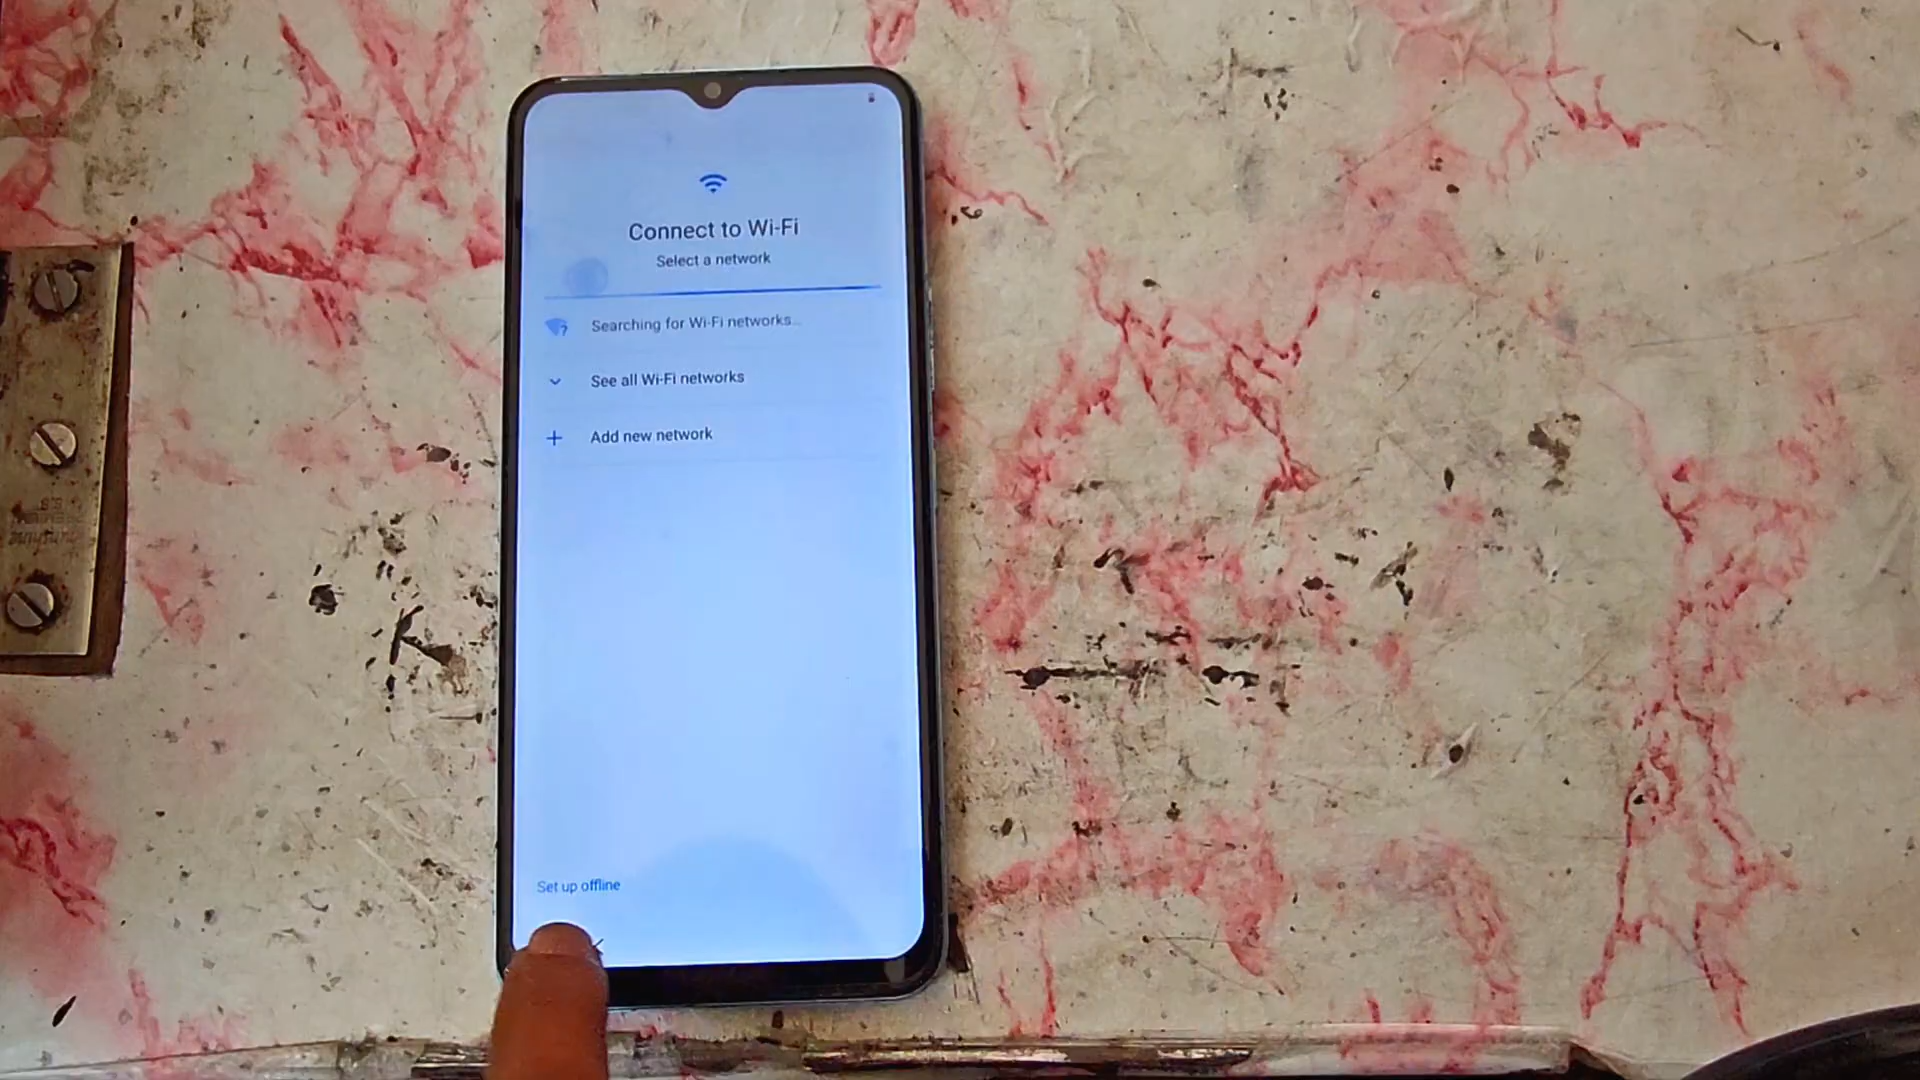 Connect to Wi-Fi
Select a network
Searching for Wi-Fi networks...
See all Wi-Fi networks
Add new network
Set up offline